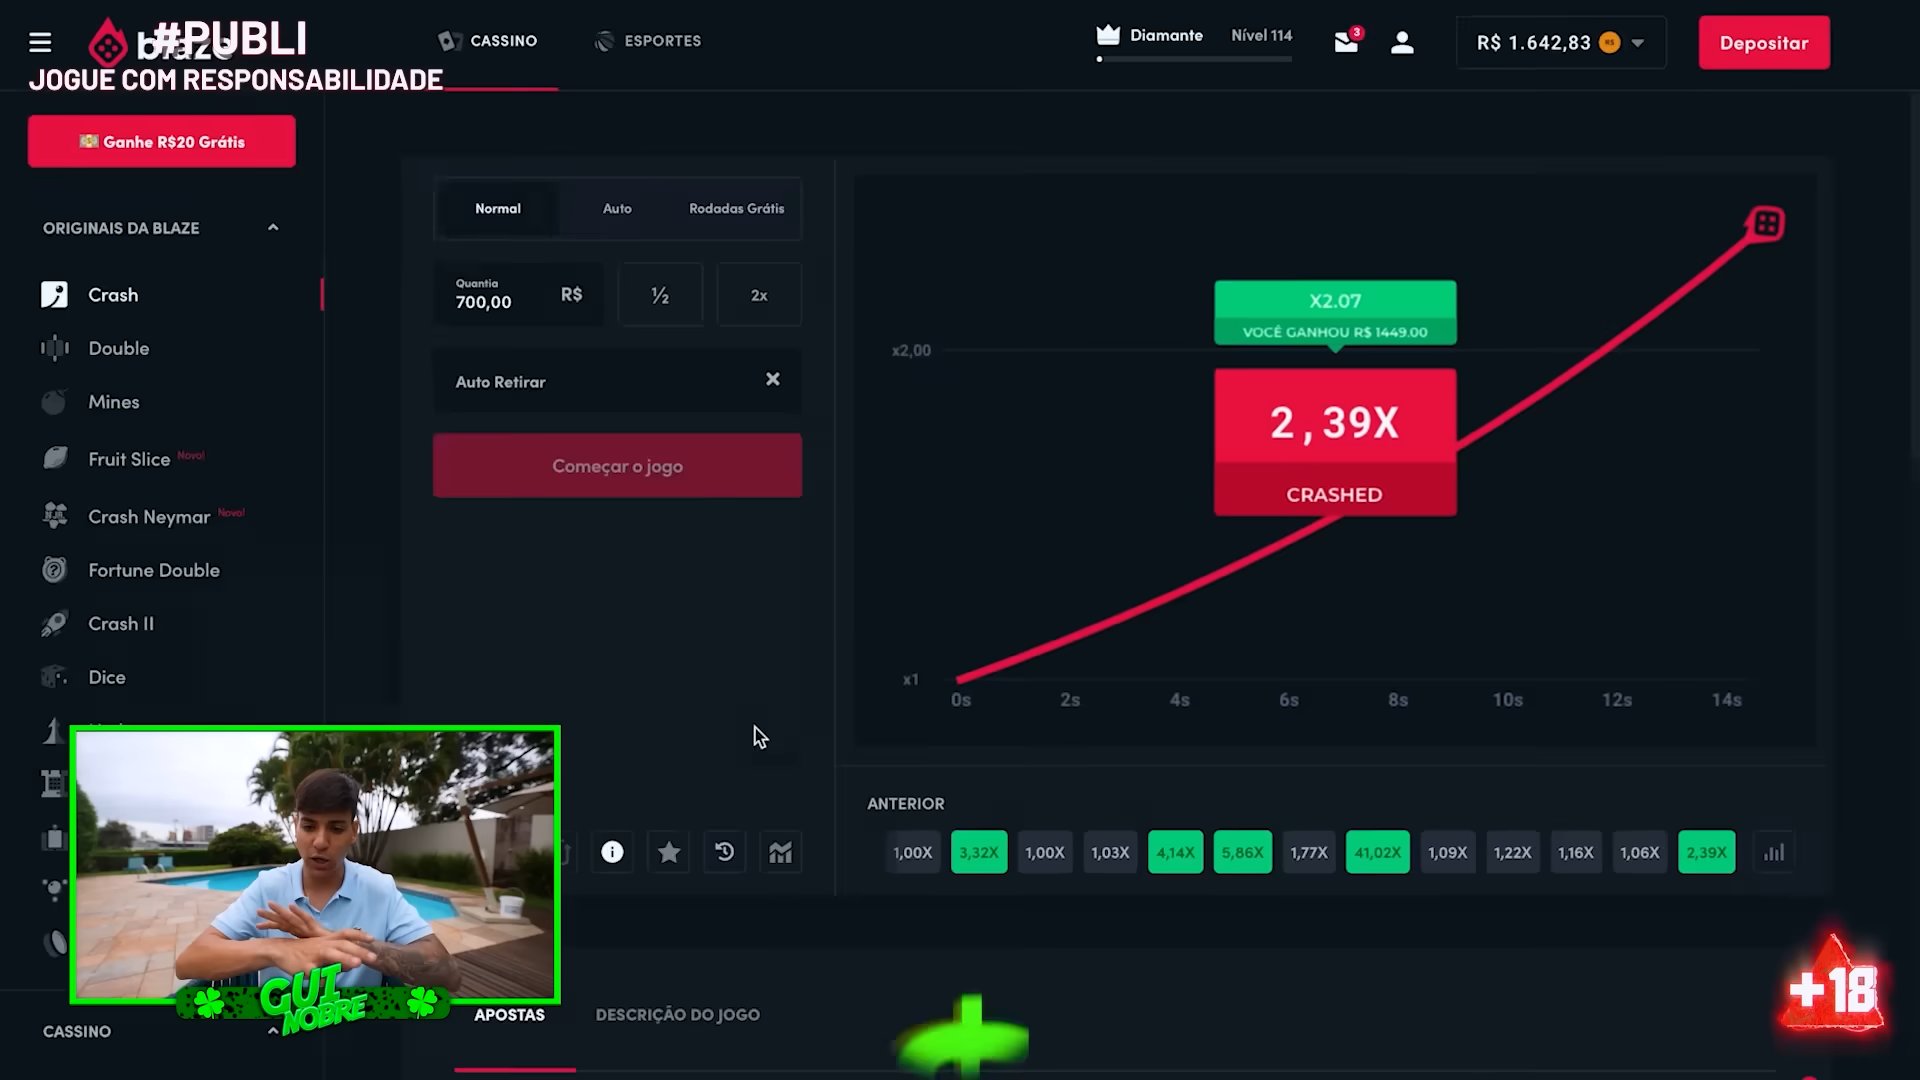 blaze
#PUBLI
JOGUE COM RESPONSABILIDADE
CASSINO
ESPORTES
Diamante
Nível 114
3
R$ 1.642,83
R$
Depositar
Ganhe R$20 Grátis
ORIGINAIS DA BLAZE
Crash
Double
Mines
Fruit Slice Novo!
Crash Neymar Novo!
Fortune Double
Crash II
Dice
CASSINO
Normal
Auto
Rodadas Grátis
Quantia
700,00
R$
½
2x
Auto Retirar
Começar o jogo
X2.07
VOCÊ GANHOU R$ 1449.00
2,39X
CRASHED
x2,00
x1
0s 2s 4s 6s 8s 10s 12s 14s
ANTERIOR
1,00X 3,32X 1,00X 1,03X 4,14X 5,86X 1,77X 41,02X 1,09X 1,22X 1,16X 1,06X 2,39X
GUI
NOBRE
APOSTAS
DESCRIÇÃO DO JOGO
+18